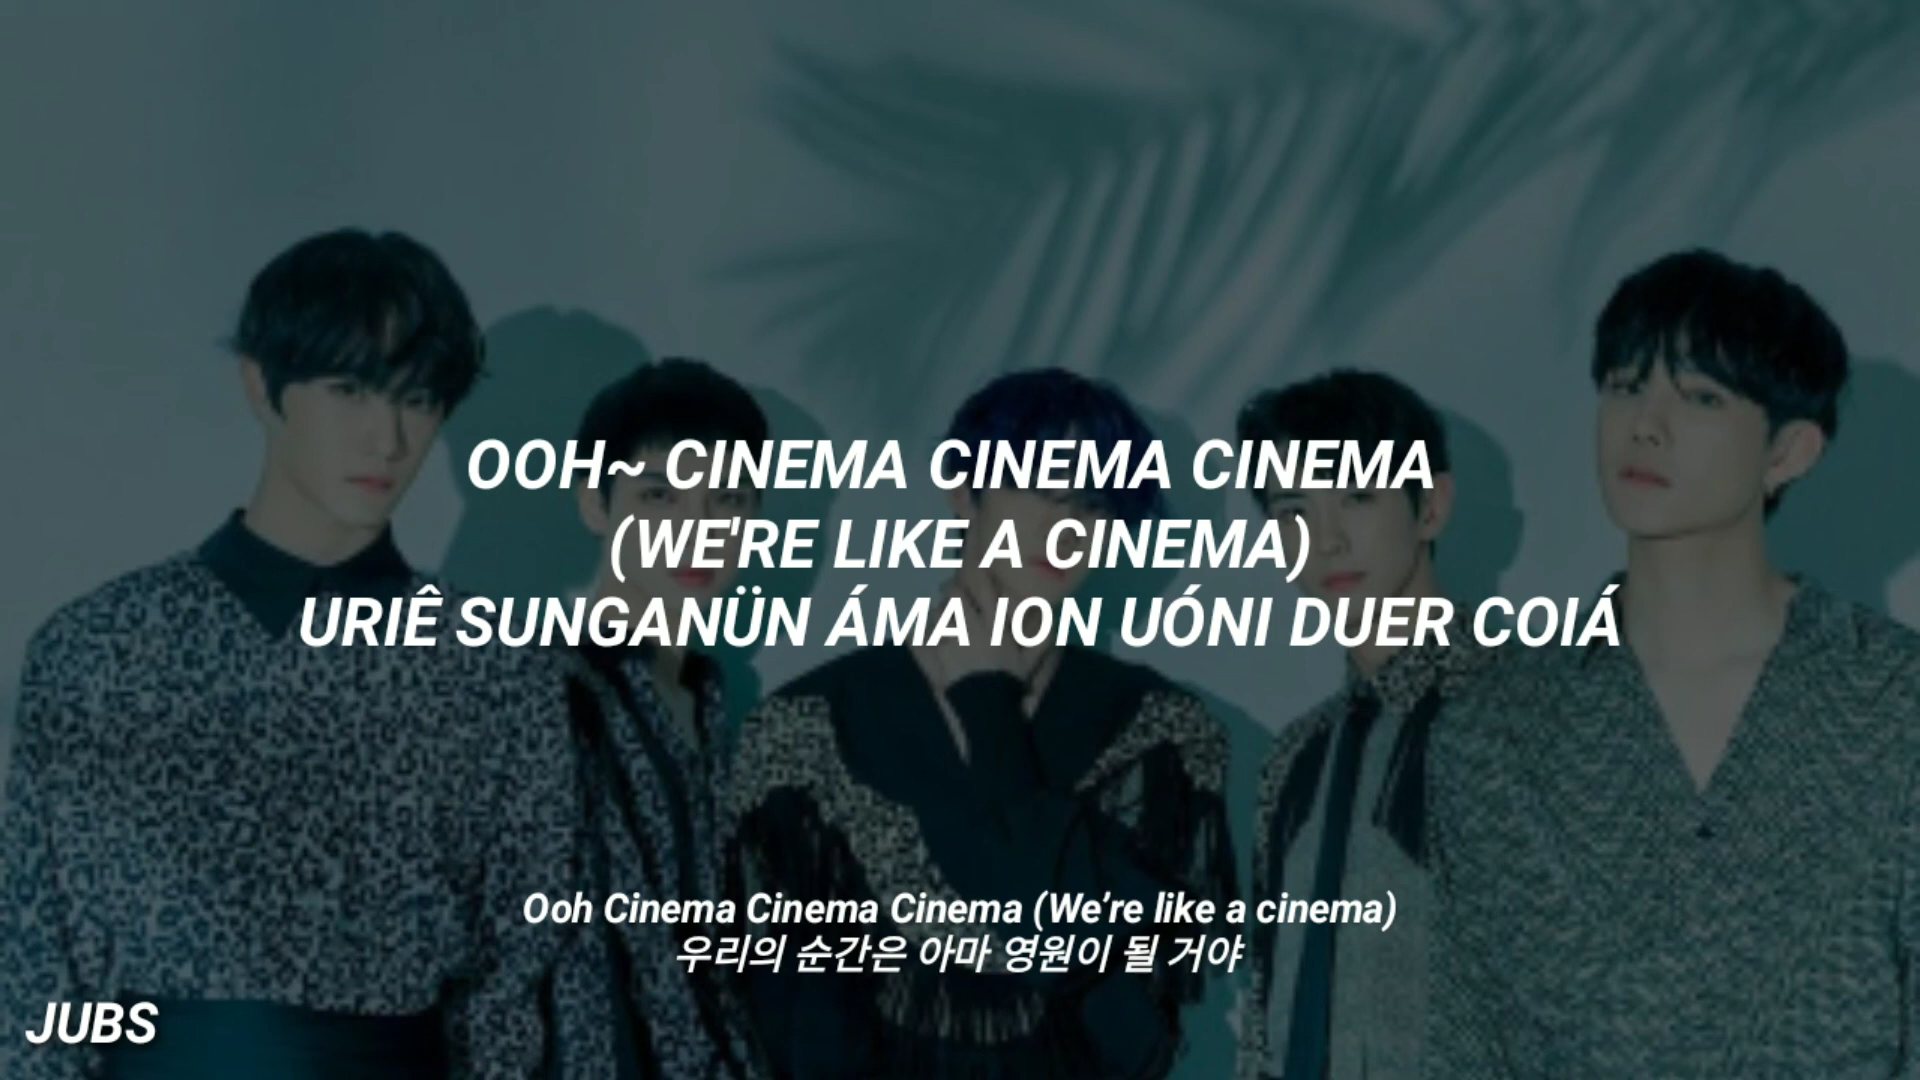 OOH~ CINEMA CINEMA CINEMA
(WE'RE LIKE A CINEMA)
URIÊ SUNGANÜN ÁMA ION UÓNI DUER COIÁ
Ooh Cinema Cinema Cinema (We’re like a cinema)
우리의 순간은 아마 영원이 될 거야
JUBS